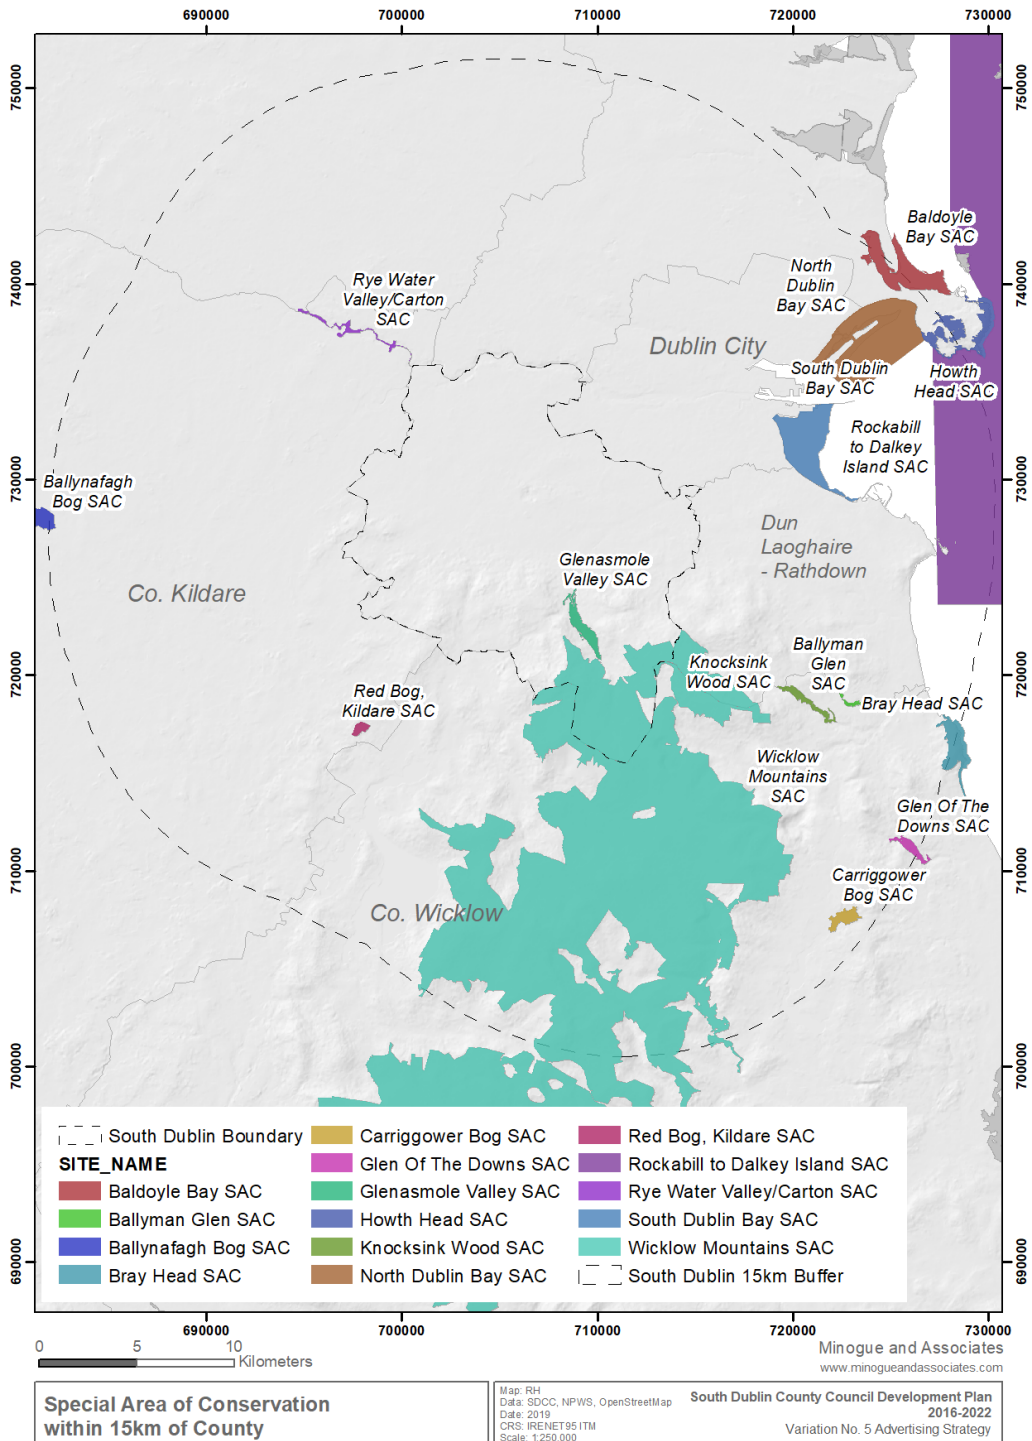 690000 700000 710000 720000 730000
750000
750000
740000
740000
730000
730000
720000
720000
710000
710000
700000
700000
690000
690000
Baldoyle
Bay SAC
North
Dublin
Bay SAC
Rye Water
Valley/Carton
SAC
Dublin City
South Dublin
Bay SAC
Howth
Head SAC
Rockabill
to Dalkey
Island SAC
Ballynafagh
Bog SAC
Dun
Laoghaire
- Rathdown
Glenasmole
Valley SAC
Co. Kildare
Ballyman
Glen
SAC
Knocksink
Wood SAC
Red Bog,
Kildare SAC
Bray Head SAC
Wicklow
Mountains
SAC
Glen Of The
Downs SAC
Carriggower
Bog SAC
Co. Wicklow
South Dublin Boundary
SITE_NAME
Baldoyle Bay SAC
Ballyman Glen SAC
Ballynafagh Bog SAC
Bray Head SAC
Carriggower Bog SAC
Glen Of The Downs SAC
Glenasmole Valley SAC
Howth Head SAC
Knocksink Wood SAC
North Dublin Bay SAC
Red Bog, Kildare SAC
Rockabill to Dalkey Island SAC
Rye Water Valley/Carton SAC
South Dublin Bay SAC
Wicklow Mountains SAC
South Dublin 15km Buffer
690000 700000 710000 720000 730000
0 5 10
Kilometers
Minogue and Associates
www.minogueandassociates.com
Special Area of Conservation
within 15km of County
Map: RH
Data: SDCC, NPWS, OpenStreetMap
Date: 2019
CRS: IRENET95 ITM
Scale: 1:250,000
South Dublin County Council Development Plan
2016-2022
Variation No. 5 Advertising Strategy